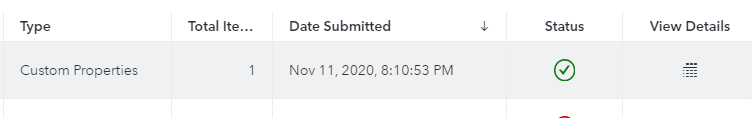 Type Total Ite... Date Submitted Status View Details
Custom Properties 1 Nov 11, 2020, 8:10:53 PM